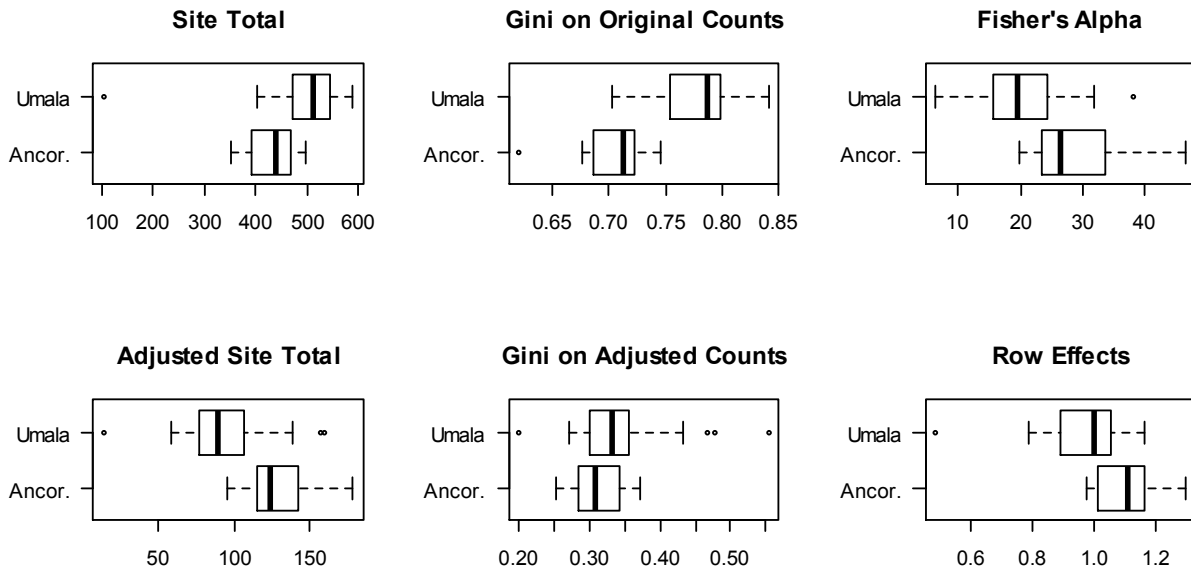 Site Total
Gini on Original Counts
Fisher's Alpha
Umala
Ancor.
100 200 300 400 500 600
Umala
Ancor.
0.65 0.70 0.75 0.80 0.85
Umala
Ancor.
10 20 30 40
Adjusted Site Total
Gini on Adjusted Counts
Row Effects
Umala
Ancor.
50 100 150
Umala
Ancor.
0.20 0.30 0.40 0.50
Umala
Ancor.
0.6 0.8 1.0 1.2